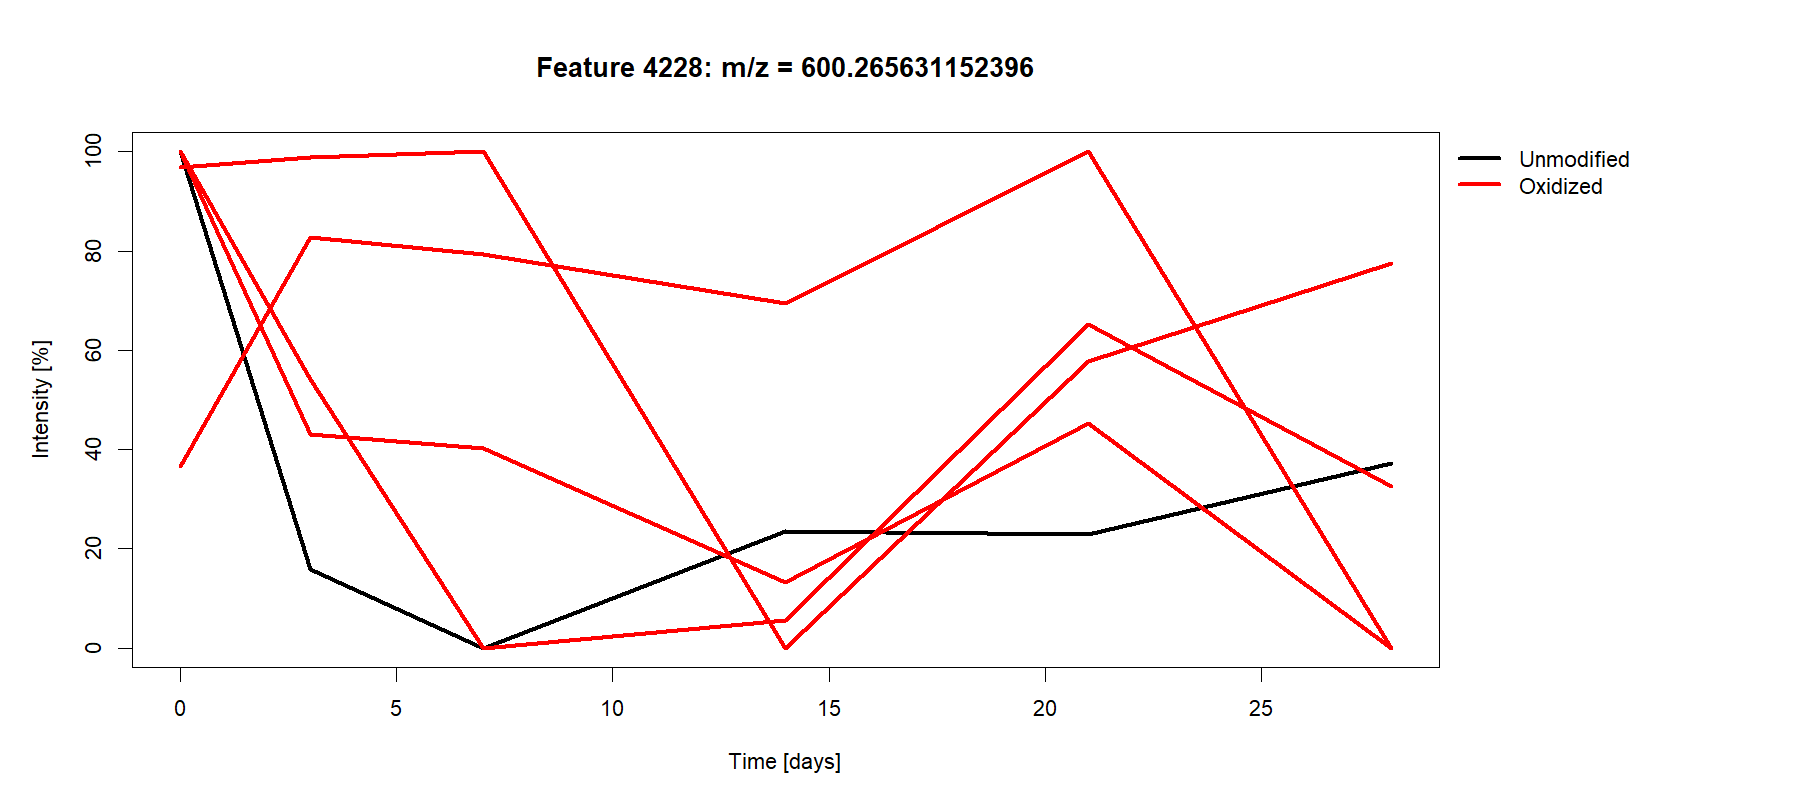 Feature 4228: m/z = 600.265631152396
Unmodified
Oxidized
100
80
60
40
20
0
Intensity [%]
0 5 10 15 20 25
Time [days]